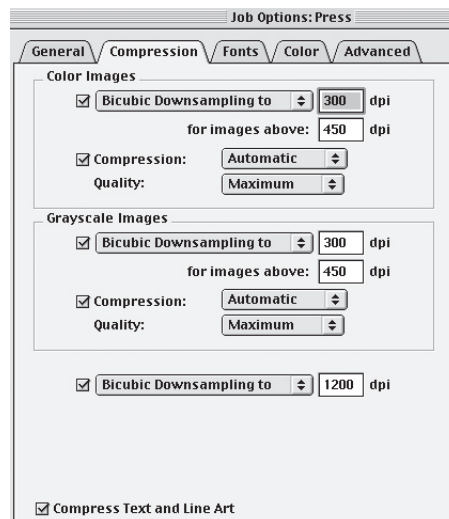 Job Options: Press
General Compression Fonts Color Advanced
Color Images
Bicubic Downsampling to 300 dpi
for images above: 450 dpi
Compression: Automatic
Quality: Maximum
Grayscale Images
Bicubic Downsampling to 300 dpi
for images above: 450 dpi
Compression: Automatic
Quality: Maximum
Bicubic Downsampling to 1200 dpi
Compress Text and Line Art